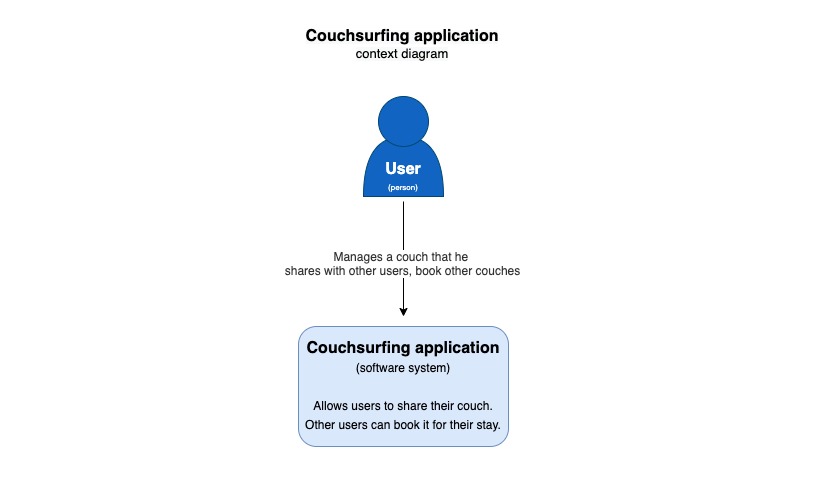 Couchsurfing application
context diagram
User
(person)
Manages a couch that he
shares with other users, book other couches
Couchsurfing application
(software system)
Allows users to share their couch.
Other users can book it for their stay.